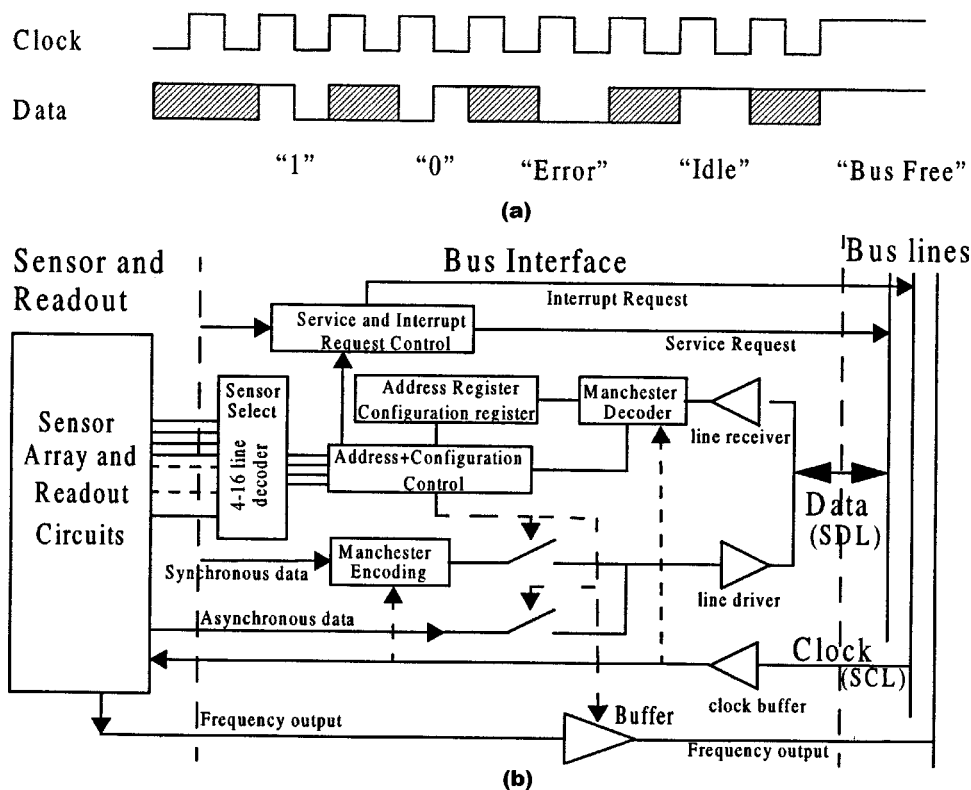 Clock
Data
“1” “0” “Error” “Idle” “Bus Free”
(a)
Sensor and
Readout
Bus Interface
Bus lines
Interrupt Request
Service and Interrupt
Request Control
Service Request
Sensor
Select
4-16 line
decoder
Address Register
Configuration register
Manchester
Decoder
line receiver
Sensor
Array and
Readout
Circuits
Address+Configuration
Control
Data
(SDL)
Synchronous data
Manchester
Encoding
line driver
Asynchronous data
Clock
(SCL)
clock buffer
Frequency output
Buffer
Frequency output
(b)